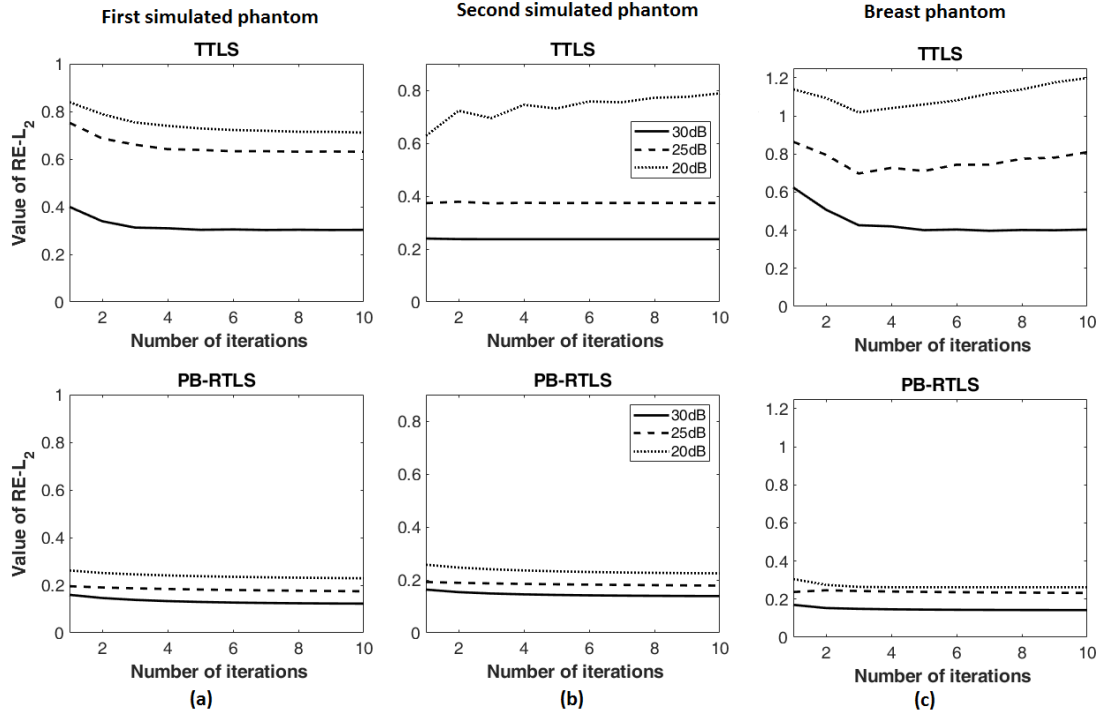 First simulated phantom
Second simulated phantom
Breast phantom
TTLS
Value of RE-L2
1
0.8
0.6
0.4
0.2
0
2 4 6 8 10
Number of iterations
TTLS
0.8
0.6
0.4
0.2
0
30dB
25dB
20dB
2 4 6 8 10
Number of iterations
TTLS
1.2
1
0.8
0.6
0.4
0.2
0
2 4 6 8 10
Number of iterations
PB-RTLS
Value of RE-L2
1
0.8
0.6
0.4
0.2
0
2 4 6 8 10
Number of iterations
(a)
PB-RTLS
0.8
0.6
0.4
0.2
0
30dB
25dB
20dB
2 4 6 8 10
Number of iterations
(b)
PB-RTLS
1.2
1
0.8
0.6
0.4
0.2
0
2 4 6 8 10
Number of iterations
(c)